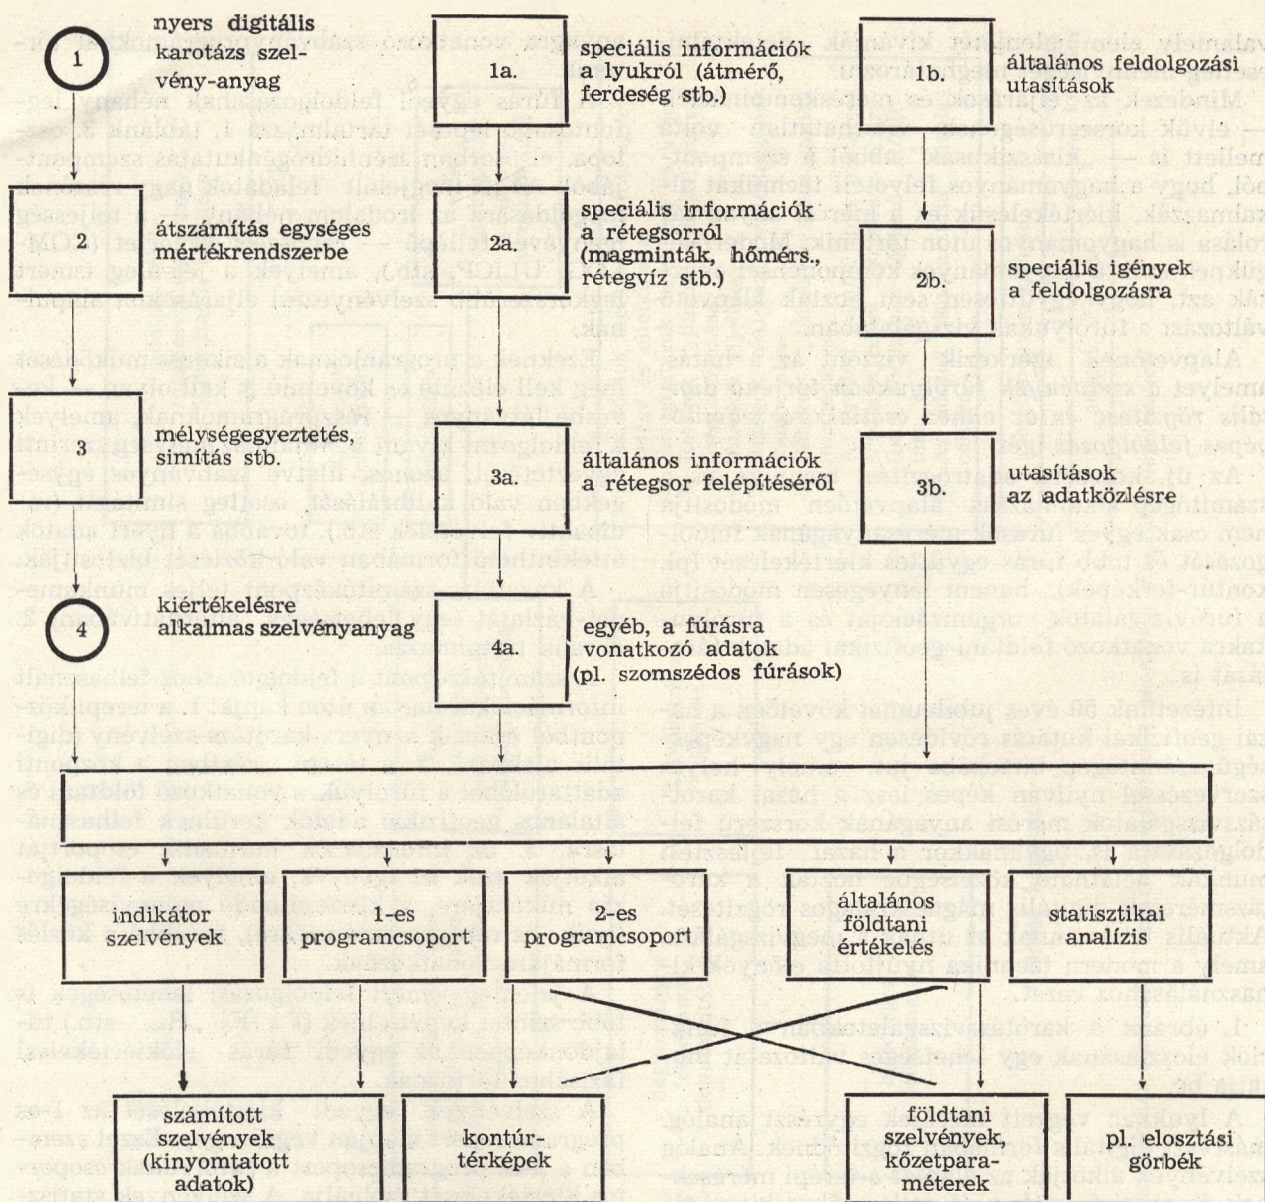 1
nyers digitális
karotázs szel-
vény-anyag
1a.
speciális információk
a lyukról (átmérő,
ferdeség stb.)
1b.
általános feldolgozási
utasítások
2
átszámítás egységes
mértékrendszerbe
2a.
speciális információk
a rétegsorról
(magminták, hőmérs.,
rétegvíz stb.)
2b.
speciális igények
a feldolgozásra
3
mélységegyeztetés,
simítás stb.
3a.
általános információk
a rétegsor felépítéséről
3b.
utasítások
az adatközlésre
4
kiértékelésre
alkalmas szelvényanyag
4a.
egyéb, a fúrásra
vonatkozó adatok
(pl. szomszédos fúrások)
indikátor
szelvények
1-es
programcsoport
2-es
programcsoport
általános
földtani
értékelés
statisztikai
analízis
számított
szelvények
(kinyomtatott
adatok)
kontúr-
térképek
földtani
szelvények,
kőzetpara-
méterek
pl. elosztási
görbék